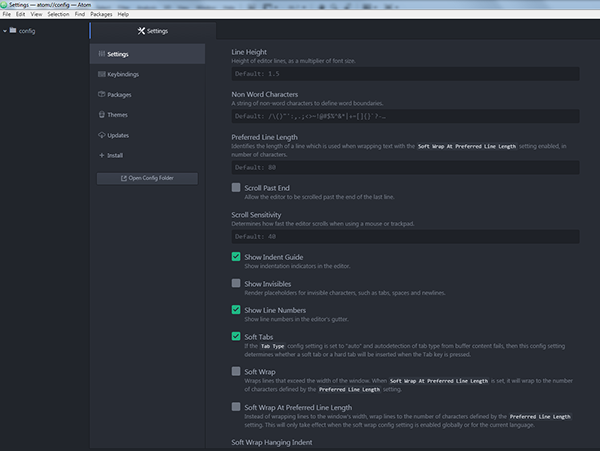 Settings — atom://config — Atom
File Edit View Selection Find Packages Help
config
Settings
Settings
Keybindings
Packages
Themes
Updates
Install
Open Config Folder
Line Height
Height of editor lines, as a multiplier of font size.
Default: 1.5
Non Word Characters
A string of non-word characters to define word boundaries.
Default: /\()"':,.;<>~!@#$%^&*|+=[]{}`?-…
Preferred Line Length
Identifies the length of a line which is used when wrapping text with the Soft Wrap At Preferred Line Length setting enabled, in
number of characters.
Default: 80
Scroll Past End
Allow the editor to be scrolled past the end of the last line.
Scroll Sensitivity
Determines how fast the editor scrolls when using a mouse or trackpad.
Default: 40
Show Indent Guide
Show indentation indicators in the editor.
Show Invisibles
Render placeholders for invisible characters, such as tabs, spaces and newlines.
Show Line Numbers
Show line numbers in the editor's gutter.
Soft Tabs
If the Tab Type config setting is set to "auto" and autodetection of tab type from buffer content fails, then this config setting
determines whether a soft tab or a hard tab will be inserted when the Tab key is pressed.
Soft Wrap
Wraps lines that exceed the width of the window. When Soft Wrap At Preferred Line Length is set, it will wrap to the number
of characters defined by the Preferred Line Length setting.
Soft Wrap At Preferred Line Length
Instead of wrapping lines to the window's width, wrap lines to the number of characters defined by the Preferred Line Length
setting. This will only take effect when the soft wrap config setting is enabled globally or for the current language.
Soft Wrap Hanging Indent